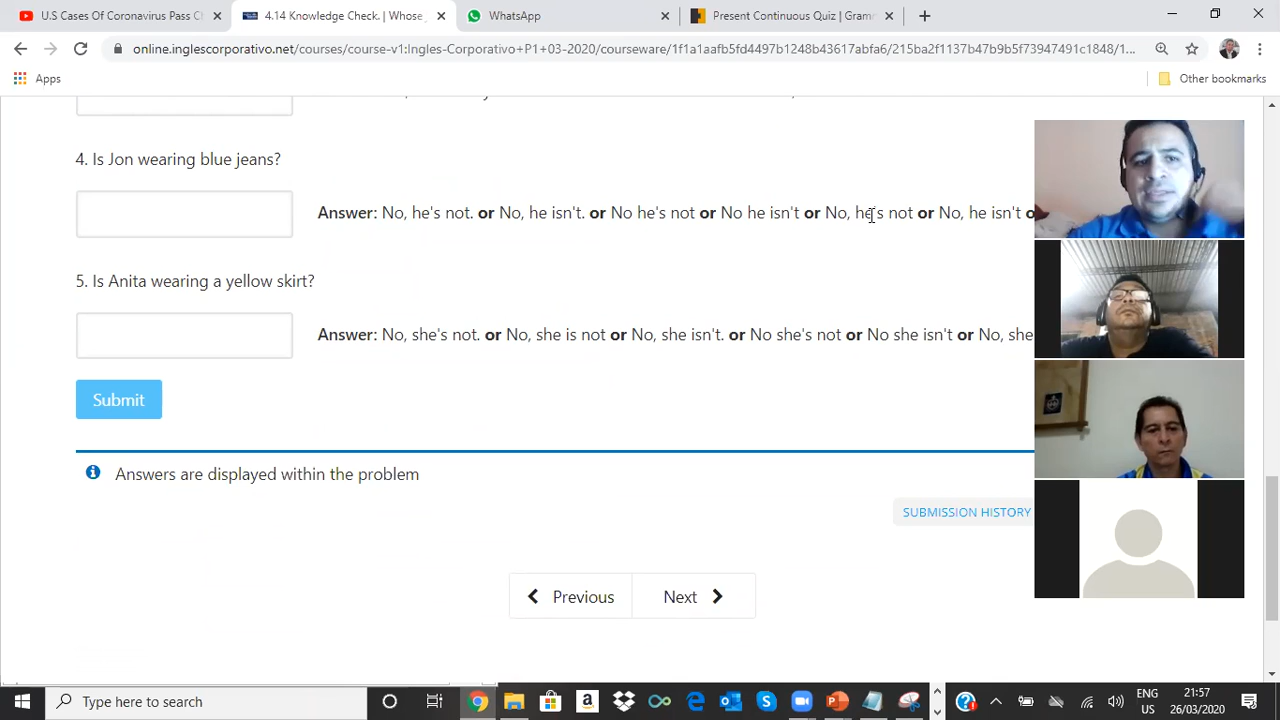 U.S Cases Of Coronavirus Pass C
4.14 Knowledge Check. | Whose
WhatsApp
Present Continuous Quiz | Gram
online.inglescorporativo.net/courses/course-v1:Ingles-Corporativo+P1+03-2020/courseware/1f1a1aafb5fd4497b1248b43617abfa6/215ba2f1137b47b9b5f73947491c1848/1...
Apps
Other bookmarks
4. Is Jon wearing blue jeans?
Answer: No, he's not. or No, he isn't. or No he's not or No he isn't or No, he's not or No, he isn't o
5. Is Anita wearing a yellow skirt?
Answer: No, she's not. or No, she is not or No, she isn't. or No she's not or No she isn't or No, she
Submit
Answers are displayed within the problem
SUBMISSION HISTORY
Previous
Next
Type here to search
ENG
US
21:57
26/03/2020